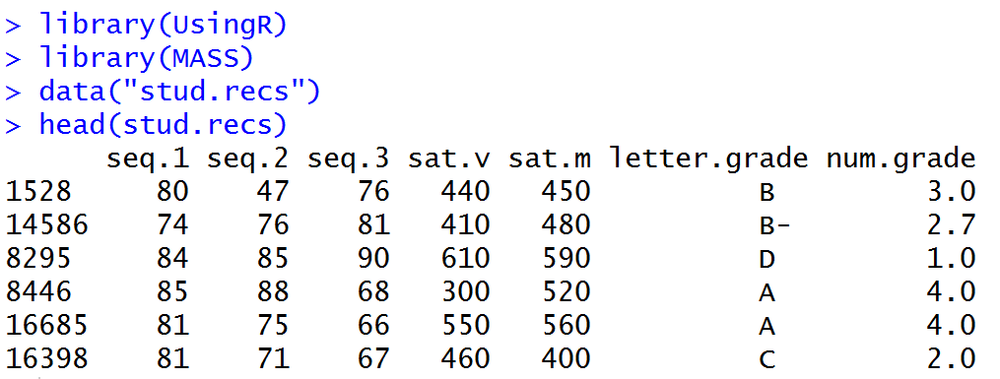 > library(UsingR)
> library(MASS)
> data("stud.recs")
> head(stud.recs)
      seq.1 seq.2 seq.3 sat.v sat.m letter.grade num.grade
1528     80    47    76   440   450            B       3.0
14586    74    76    81   410   480           B-       2.7
8295     84    85    90   610   590            D       1.0
8446     85    88    68   300   520            A       4.0
16685    81    75    66   550   560            A       4.0
16398    81    71    67   460   400            C       2.0